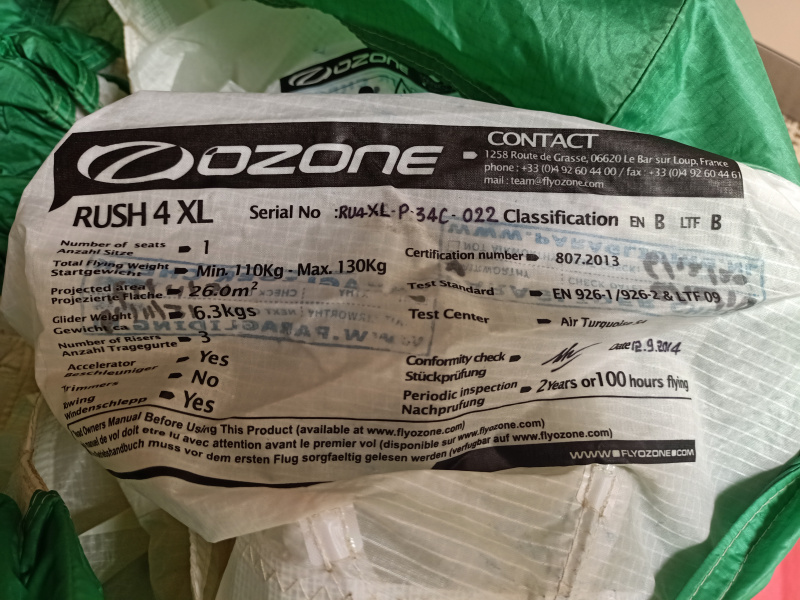 OZONE
OZONE
CONTACT
1258 Route de Grasse, 06620 Le Bar sur Loup, France
phone : +33 (0)4 92 60 44 00 / fax : +33 (0)4 92 60 44 61
mail : team@flyozone.com
RUSH 4 XL
Serial No :RU4XL-P-34C-022 Classification EN B LTF B
Number of seats 1
Anzahl Sitze
Total Flying Weight Min. 110Kg - Max. 130Kg
Startgewicht
Projected area 26.0m²
Projezierte Fläche
Glider Weight 6.3kgs
Gewicht ca
Number of Risers 3
Anzahl Tragegurte
Accelerator Yes
Beschleuniger
Trimmers No
Windenschlepp Yes
Certification number 807.2013
Test Standard EN 926-1/926-2 & LTF 09
Test Center Air
Conformity check Date 12.9.2014
Stückprüfung
Periodic inspection 2Years or 100 hours flying
Nachprufung
Owners Manual Before Using This Product (available at www.flyozone.com)
de vol doit etre lu avec attention avant le premier vol (disponible sur www.flyozone.com)
muss vor dem ersten Flug sorgfaeltig gelesen werden (verfugbar auf www.flyozone.com)
WWW.FLYOZONE.COM